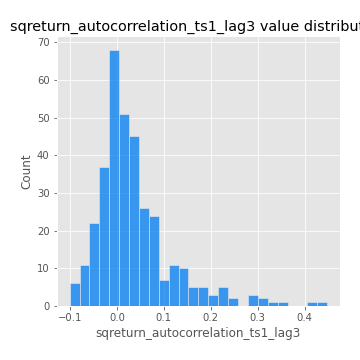 sqreturn_autocorrelation_ts1_lag3 value distribut
70
60
50
40
30
20
10
0
Count
−0.1 0.0 0.1 0.2 0.3 0.4
sqreturn_autocorrelation_ts1_lag3